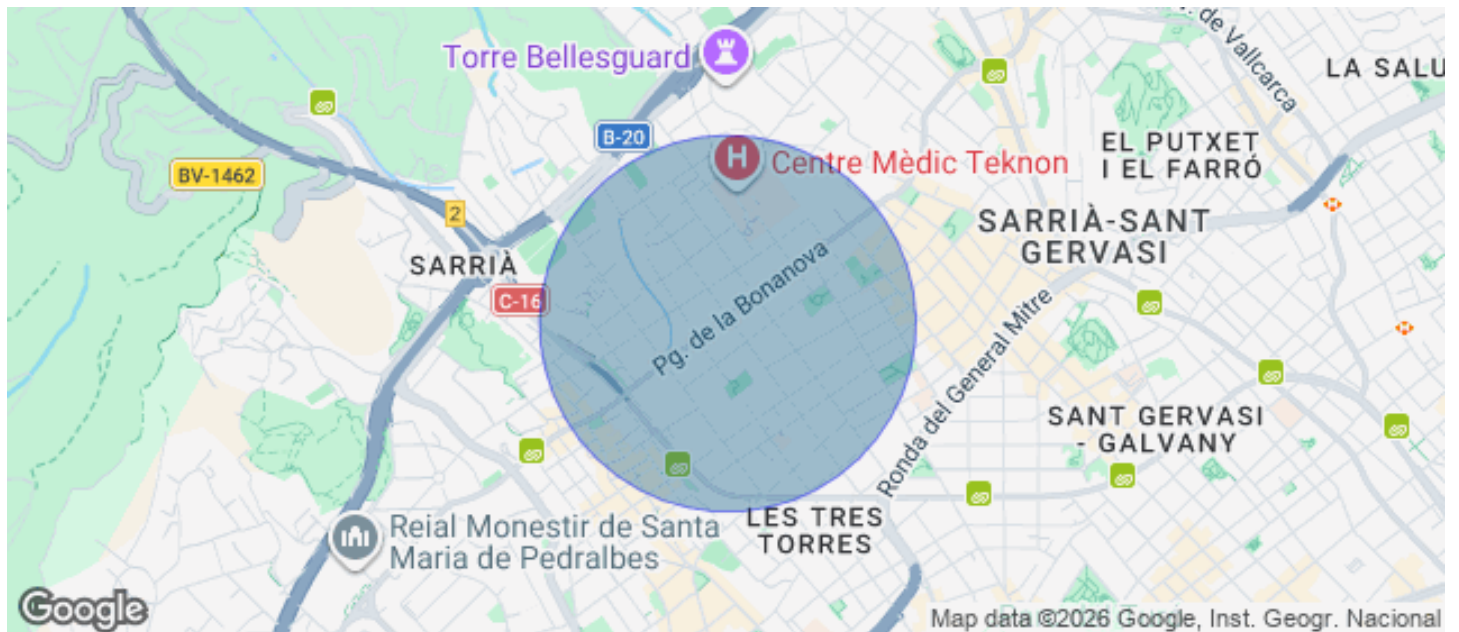 Torre Bellesguard
de Vallcarca
LA SALU
B-20
Centre Mèdic Teknon
EL PUTXET
I EL FARRÓ
BV-1462
2
SARRIÀ-SANT
GERVASI
SARRIÀ
C-16
Pg. de la Bonanova
Ronda del General Mitre
SANT GERVASI
- GALVANY
LES TRES
TORRES
Reial Monestir de Santa
Maria de Pedralbes
Google
Map data ©2026 Google, Inst. Geogr. Nacional